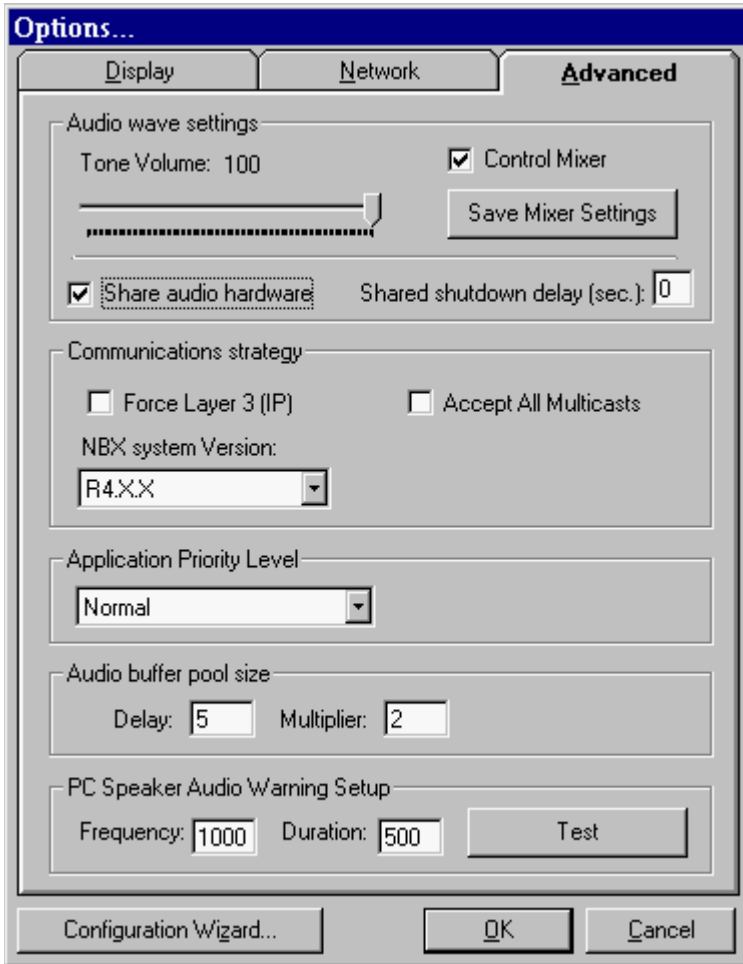 Options...
Display Network Advanced
Audio wave settings
Tone Volume: 100
Control Mixer
Save Mixer Settings
Share audio hardware
Shared shutdown delay (sec.): 0
Communications strategy
Force Layer 3 (IP)
Accept All Multicasts
NBX system Version:
R4.X.X
Application Priority Level
Normal
Audio buffer pool size
Delay: 5 Multiplier: 2
PC Speaker Audio Warning Setup
Frequency: 1000 Duration: 500 Test
Configuration Wizard... OK Cancel